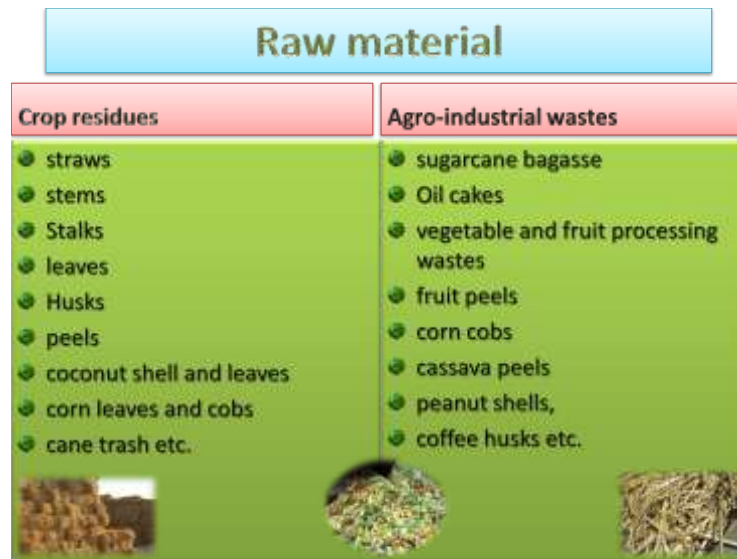 Raw material
Crop residues
straws
stems
Stalks
leaves
Husks
peels
coconut shell and leaves
corn leaves and cobs
cane trash etc.
Agro-industrial wastes
sugarcane bagasse
Oil cakes
vegetable and fruit processing
wastes
fruit peels
corn cobs
cassava peels
peanut shells,
coffee husks etc.